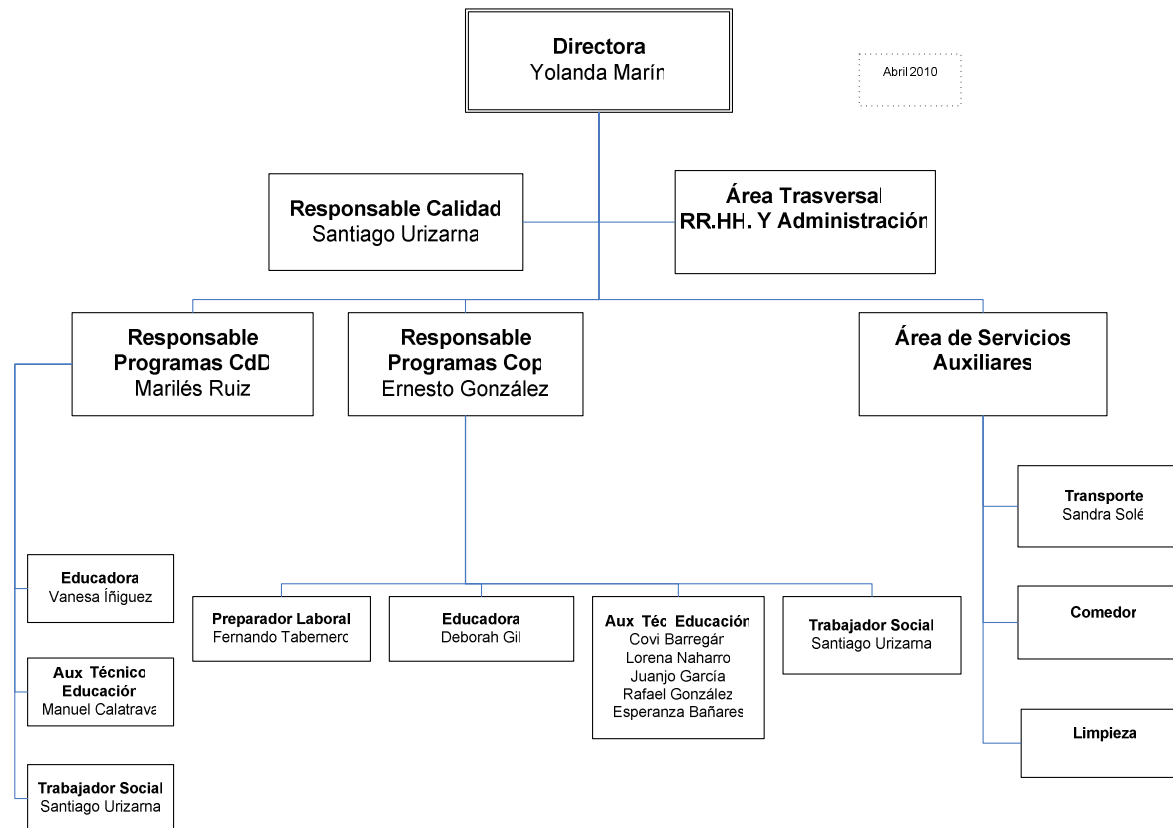 Directora
Yolanda Marín
Abril 2010
Responsable Calidad
Santiago Urizarna
Área Trasversal
RR.HH. Y Administración
Responsable
Programas CdD
Marilés Ruiz
Responsable
Programas Cop
Ernesto González
Área de Servicios
Auxiliares
Transporte
Sandra Solé
Educadora
Vanesa Íñiguez
Preparador Laboral
Fernando Tabernero
Educadora
Deborah Gil
Aux Téc Educación
Covi Barregán
Lorena Naharro
Juanjo García
Rafael González
Esperanza Bañares
Trabajador Social
Santiago Urizarna
Comedor
Aux Técnico
Educación
Manuel Calatrava
Limpieza
Trabajador Social
Santiago Urizarna